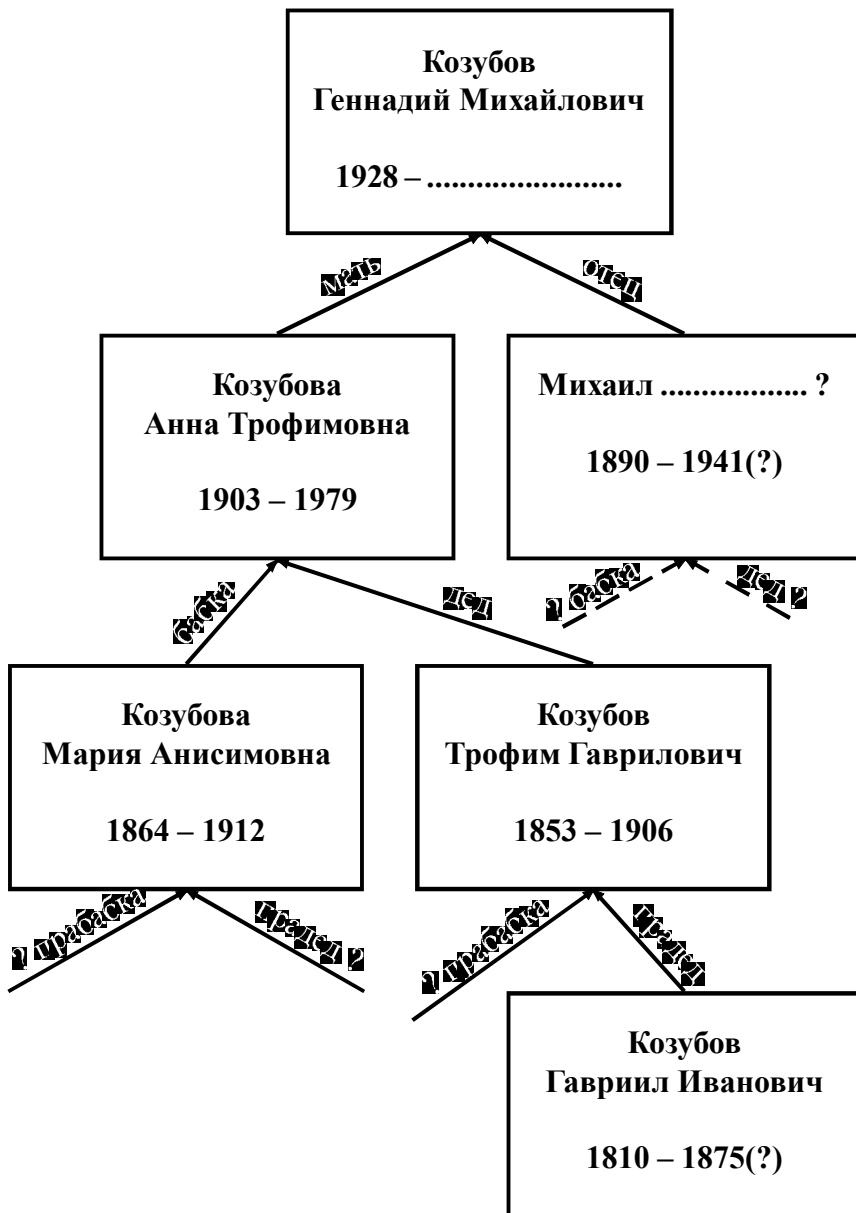 Козубов
Геннадий Михайлович
1928 – ........................
мать
отец
Козубова
Анна Трофимовна
1903 – 1979
Михаил .................. ?
1890 – 1941(?)
бабка
дед
? бабка
дед ?
Козубова
Мария Анисимовна
1864 – 1912
Козубов
Трофим Гаврилович
1853 – 1906
? прабабка
прадед ?
? прабабка
прадед
Козубов
Гавриил Иванович
1810 – 1875(?)